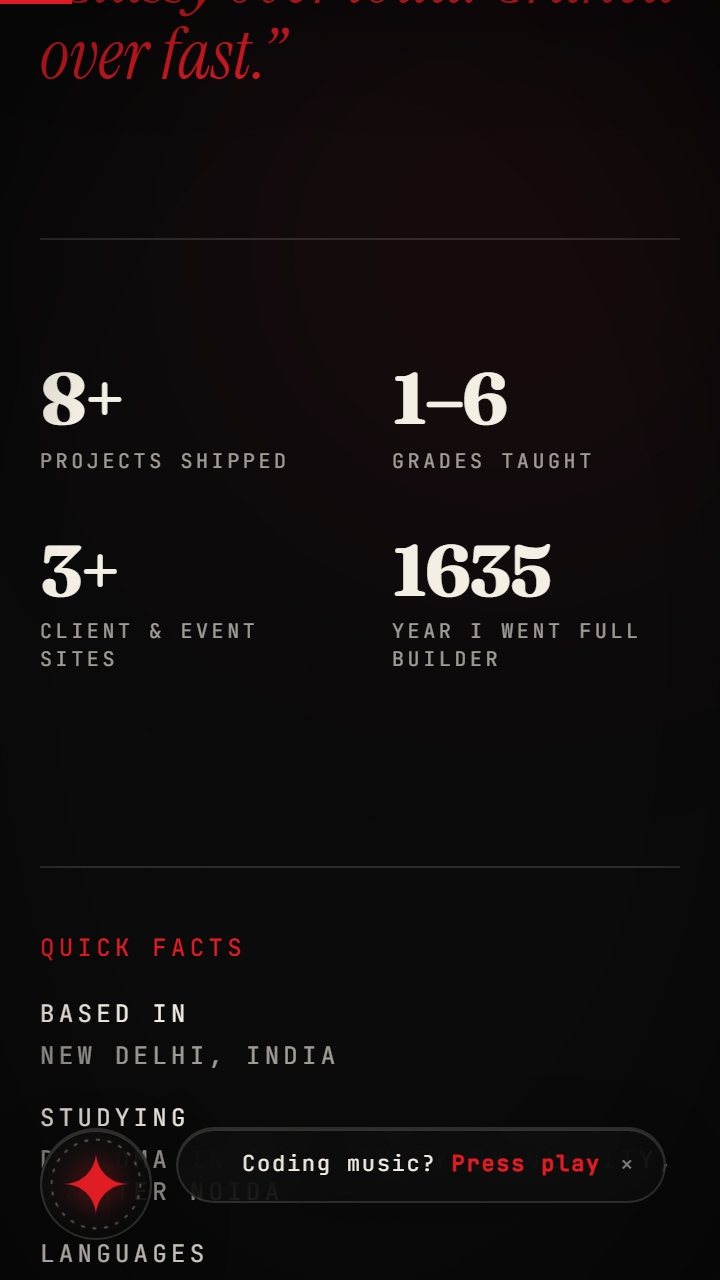 over fast.”
8+
PROJECTS SHIPPED
1–6
GRADES TAUGHT
3+
CLIENT & EVENT
SITES
1635
YEAR I WENT FULL
BUILDER
QUICK FACTS
BASED IN
NEW DELHI, INDIA
STUDYING
Coding music? Press play ×
NOIDA
LANGUAGES